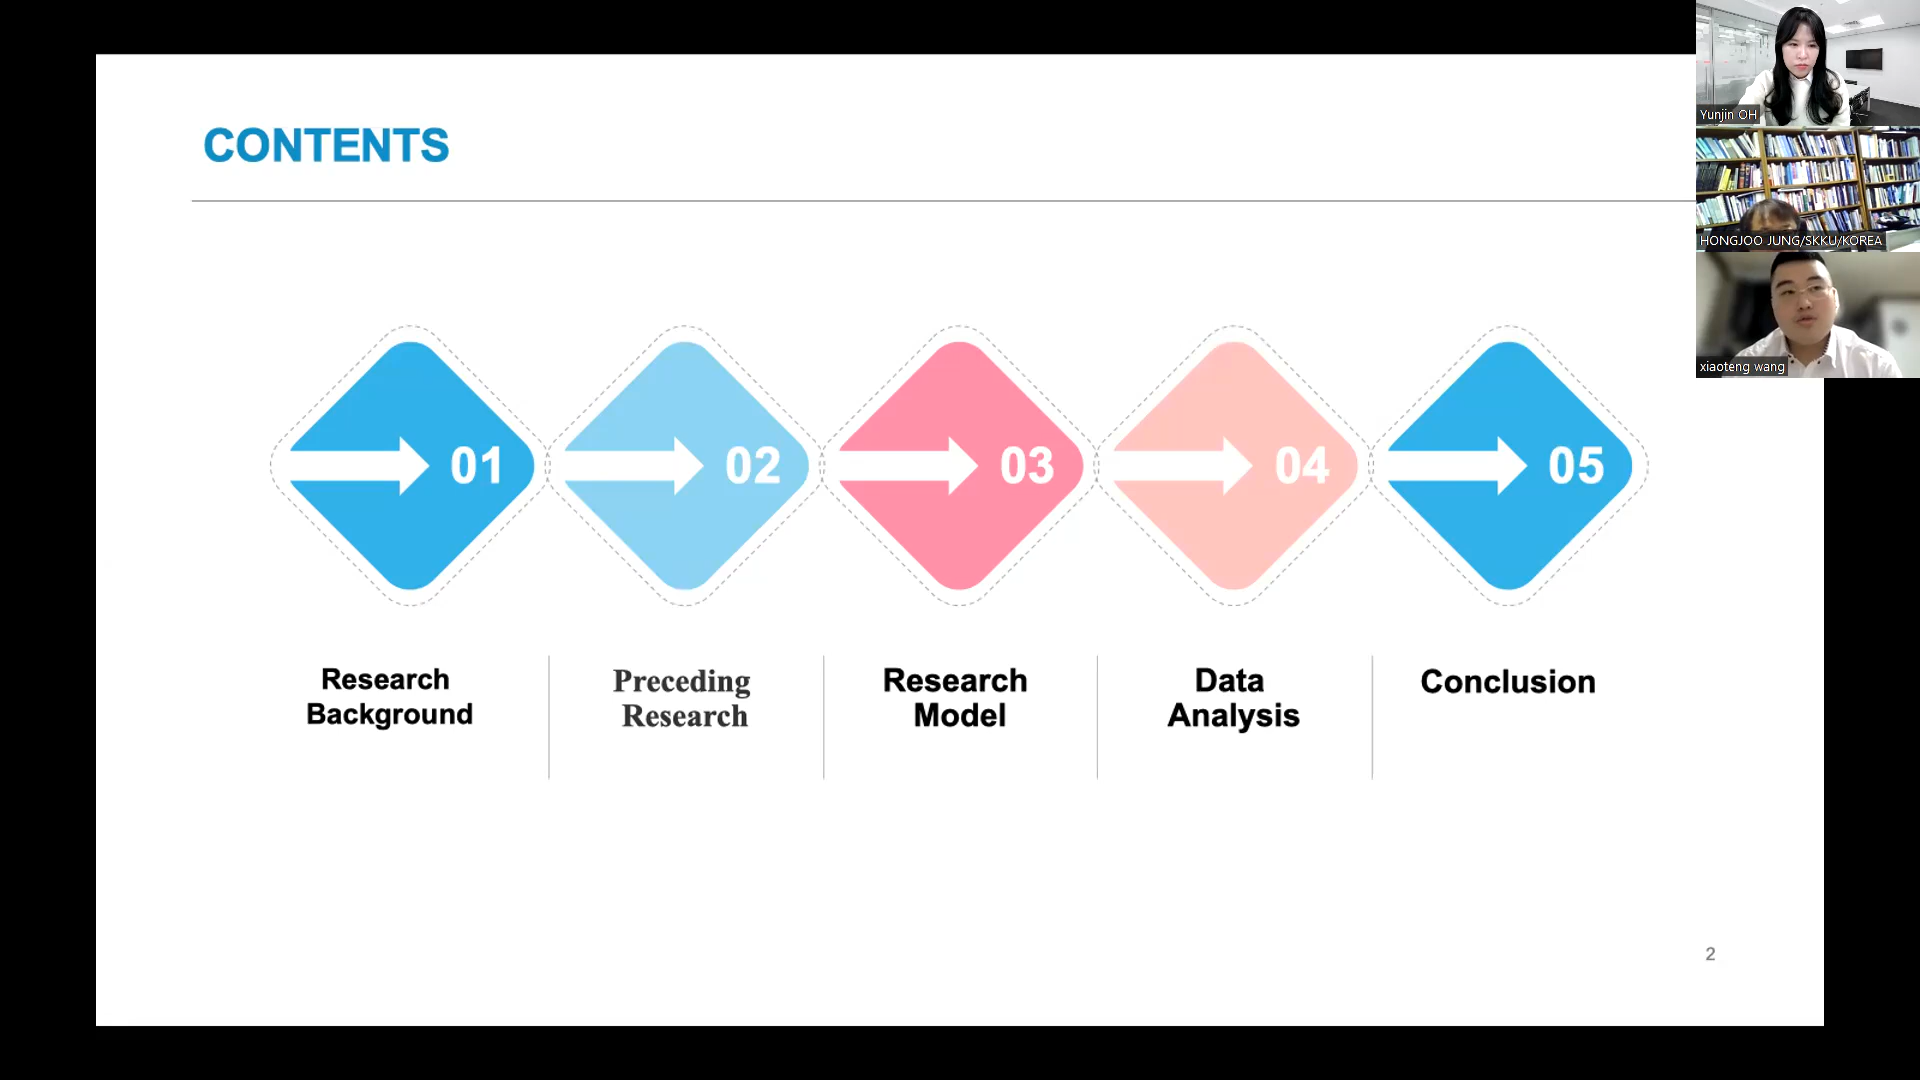 CONTENTS
01
02
03
04
05
Research
Background
Preceding
Research
Research
Model
Data
Analysis
Conclusion
2
Yunjin OH
HONGJOO JUNG/SKKU/KOREA
xiaoteng wang